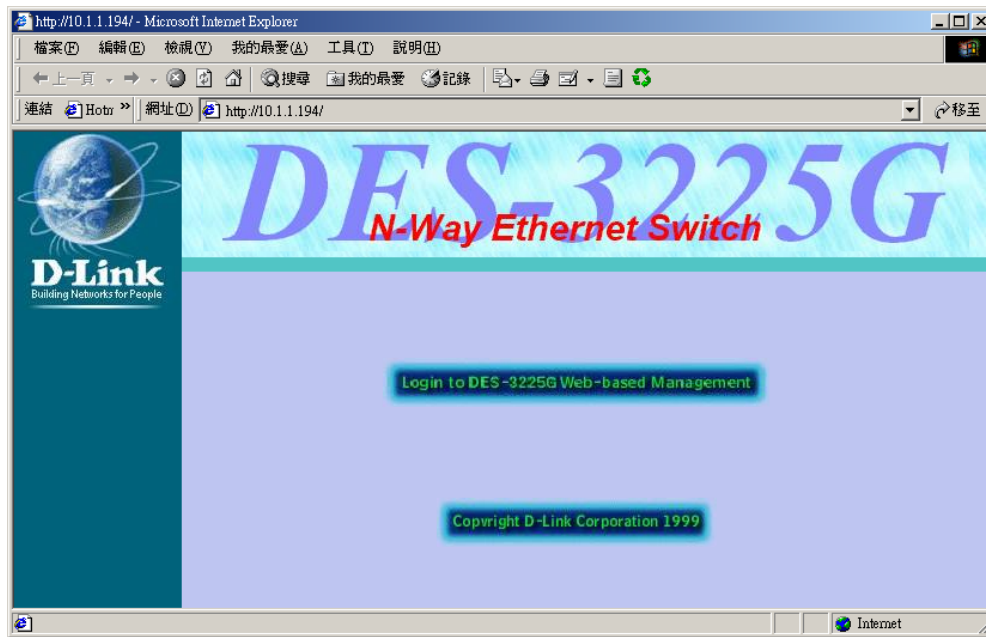 http://10.1.1.194/ - Microsoft Internet Explorer
檔案(F) 編輯(E) 檢視(V) 我的最愛(A) 工具(T) 說明(H)
上一頁 搜尋 我的最愛 記錄
連結 Hotm » 網址(D) http://10.1.1.194/ 移至
DES-3225G
N-Way Ethernet Switch
D-Link
Building Networks for People
Login to DES-3225G Web-based Management
Copyright D-Link Corporation 1999
Internet